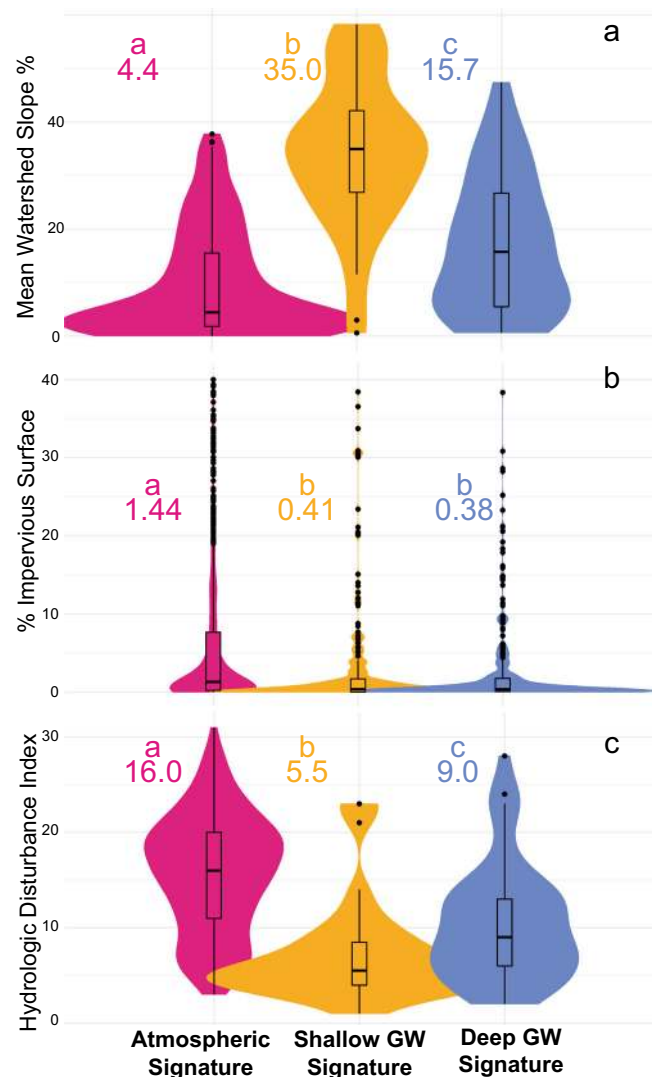 a
b
c
a
4.4
35.0
15.7
Mean Watershed Slope %
40
20
0
b
a
b
b
1.44
0.41
0.38
% Impervious Surface
40
30
20
10
0
c
a
b
c
16.0
5.5
9.0
Hydrologic Disturbance Index
30
20
10
0
Atmospheric
Signature
Shallow GW
Signature
Deep GW
Signature